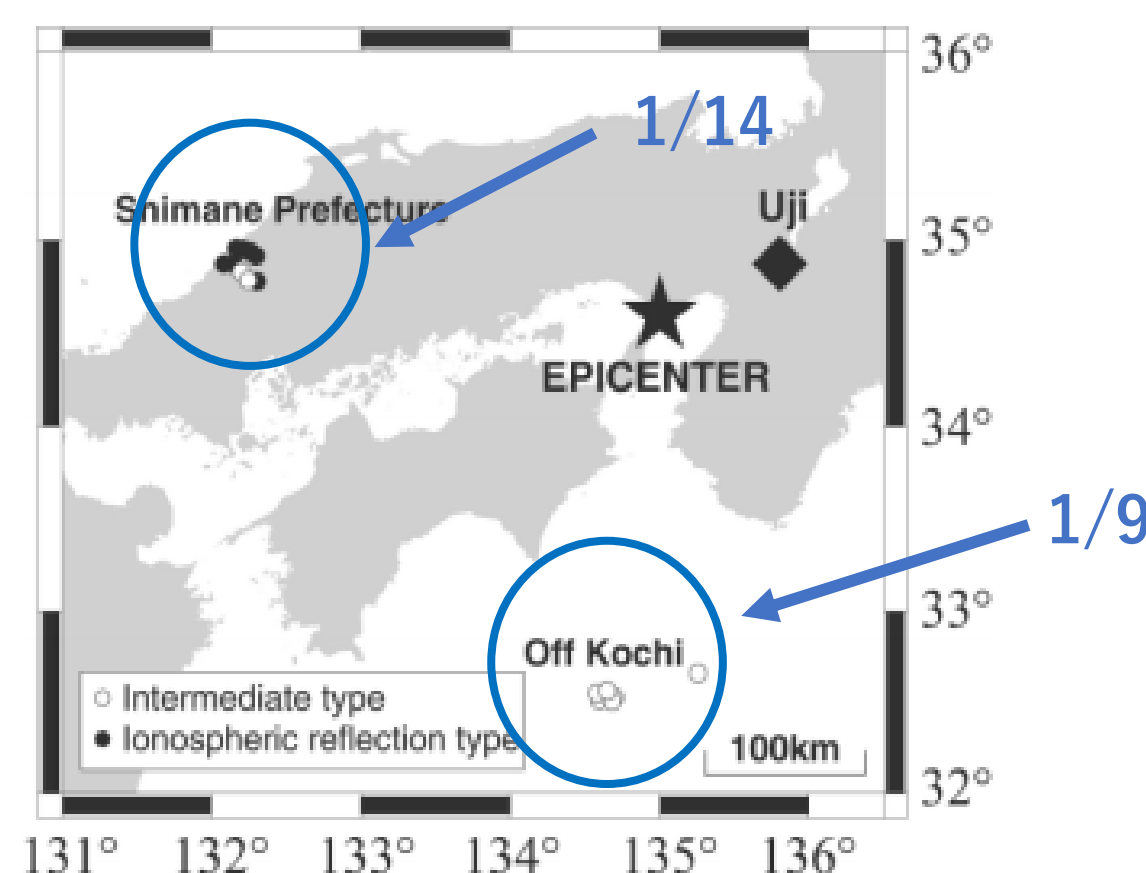 36°
1/14
Shimane Prefecture
Uji
35°
EPICENTER
34°
1/9
33°
Off Kochi
Intermediate type
Ionospheric reflection type
100km
32°
131° 132° 133° 134° 135° 136°